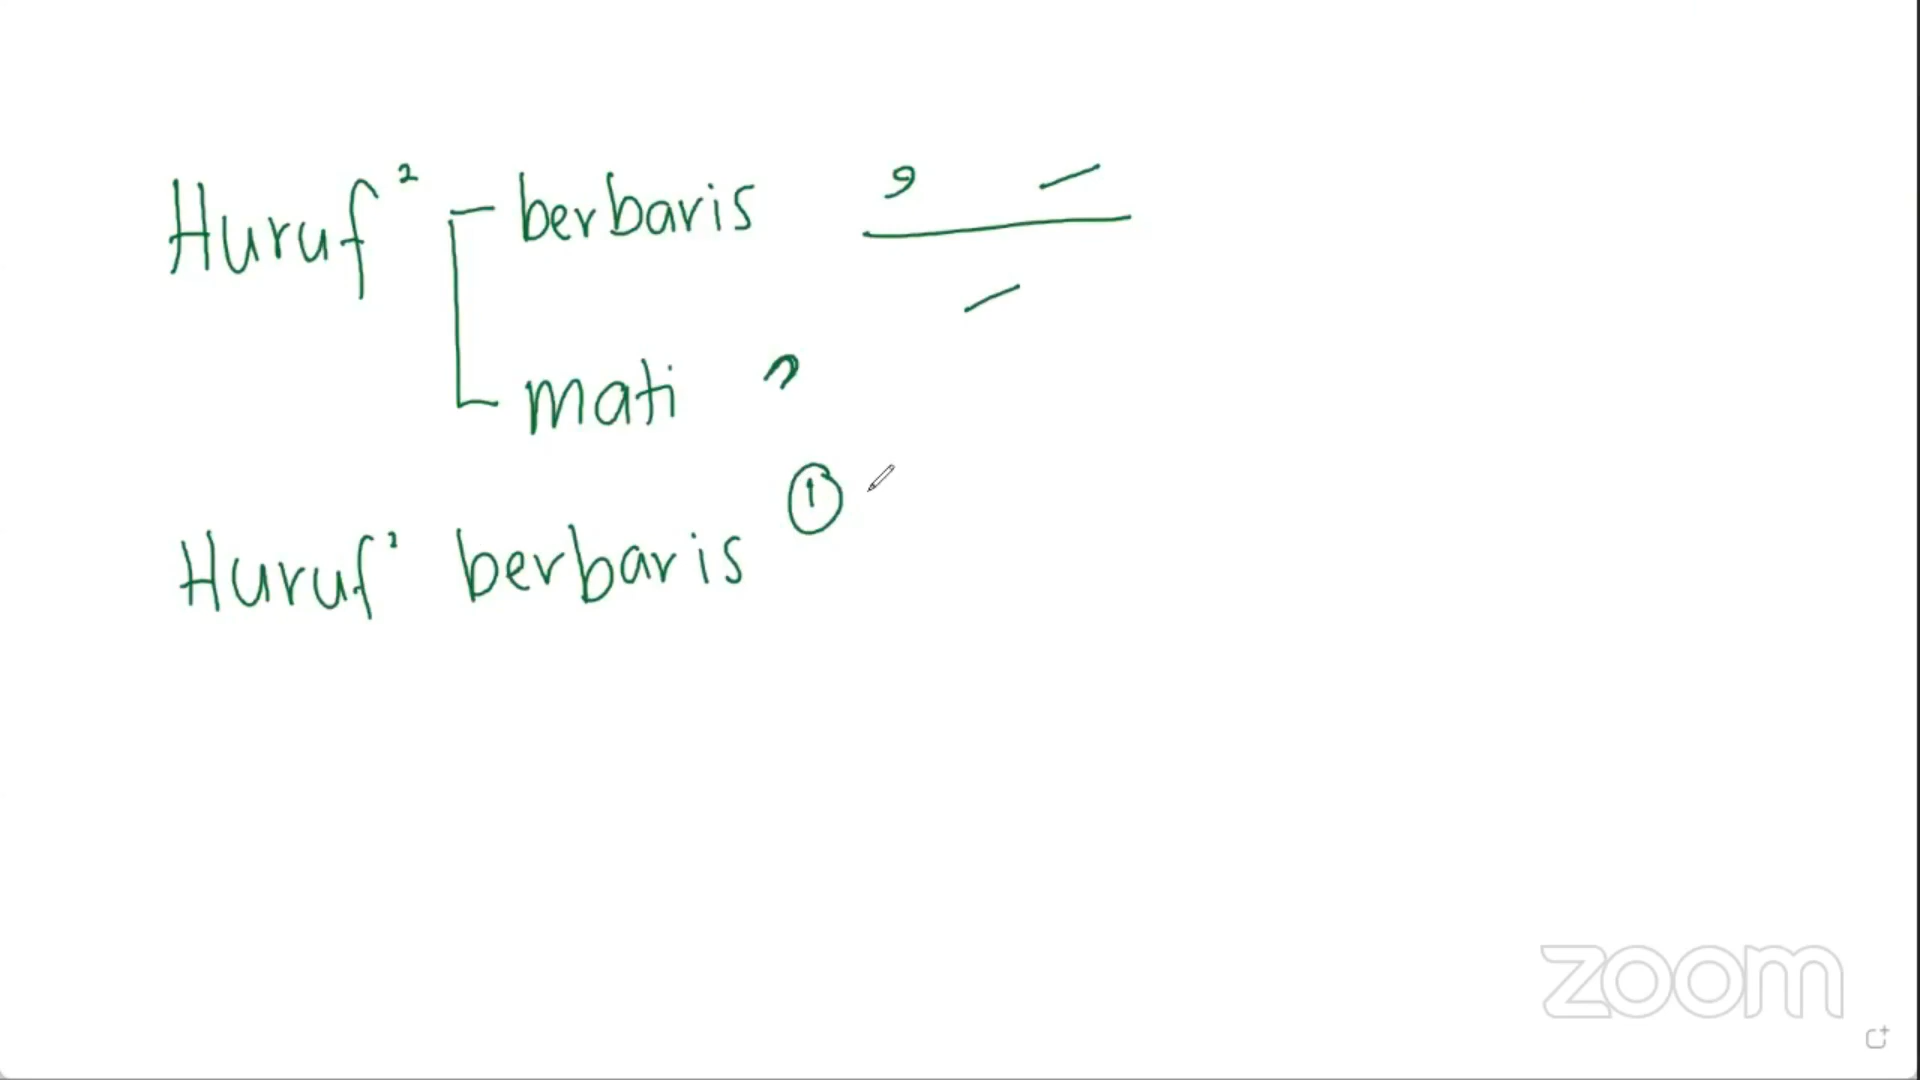 Huruf² berbaris ُ َ
ِ
mati ْ
Huruf² berbaris ①
zoom